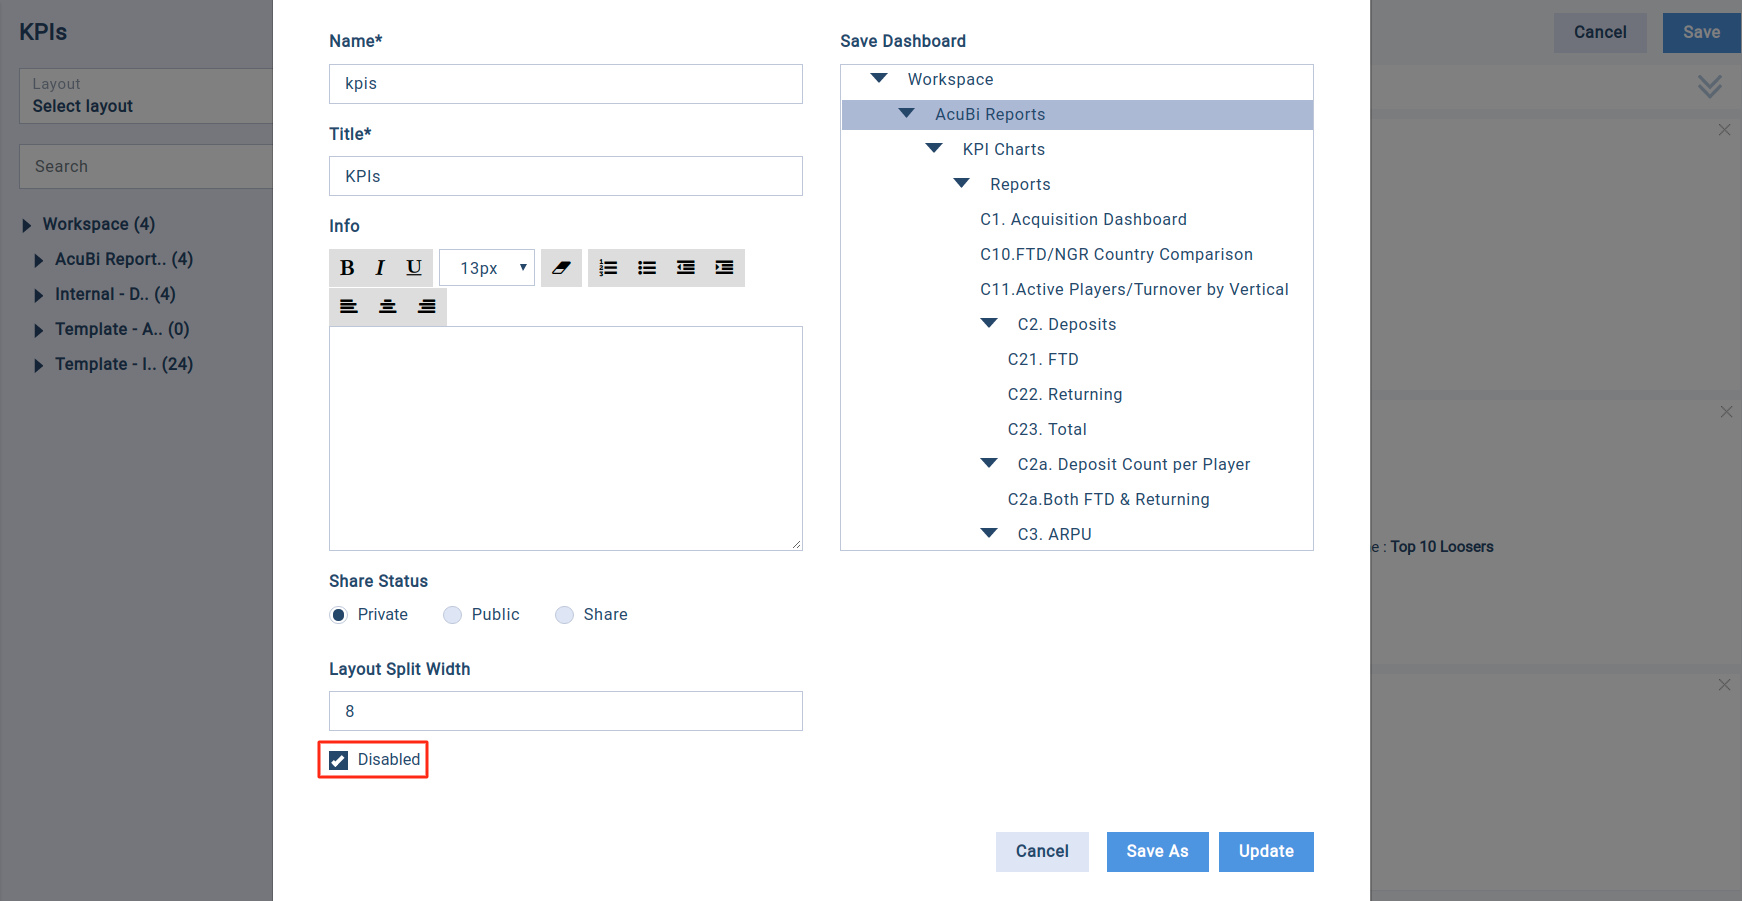 KPIs
Layout
Select layout
Search
Workspace (4)
AcuBi Report.. (4)
Internal - D.. (4)
Template - A.. (0)
Template - I.. (24)
Name*
kpis
Title*
KPIs
Info
B I U 13px
Share Status
Private Public Share
Layout Split Width
8
Disabled
Save Dashboard
Workspace
AcuBi Reports
KPI Charts
Reports
C1. Acquisition Dashboard
C10.FTD/NGR Country Comparison
C11.Active Players/Turnover by Vertical
C2. Deposits
C21. FTD
C22. Returning
C23. Total
C2a. Deposit Count per Player
C2a.Both FTD & Returning
C3. ARPU
Cancel Save As Update
Cancel Save
e : Top 10 Loosers